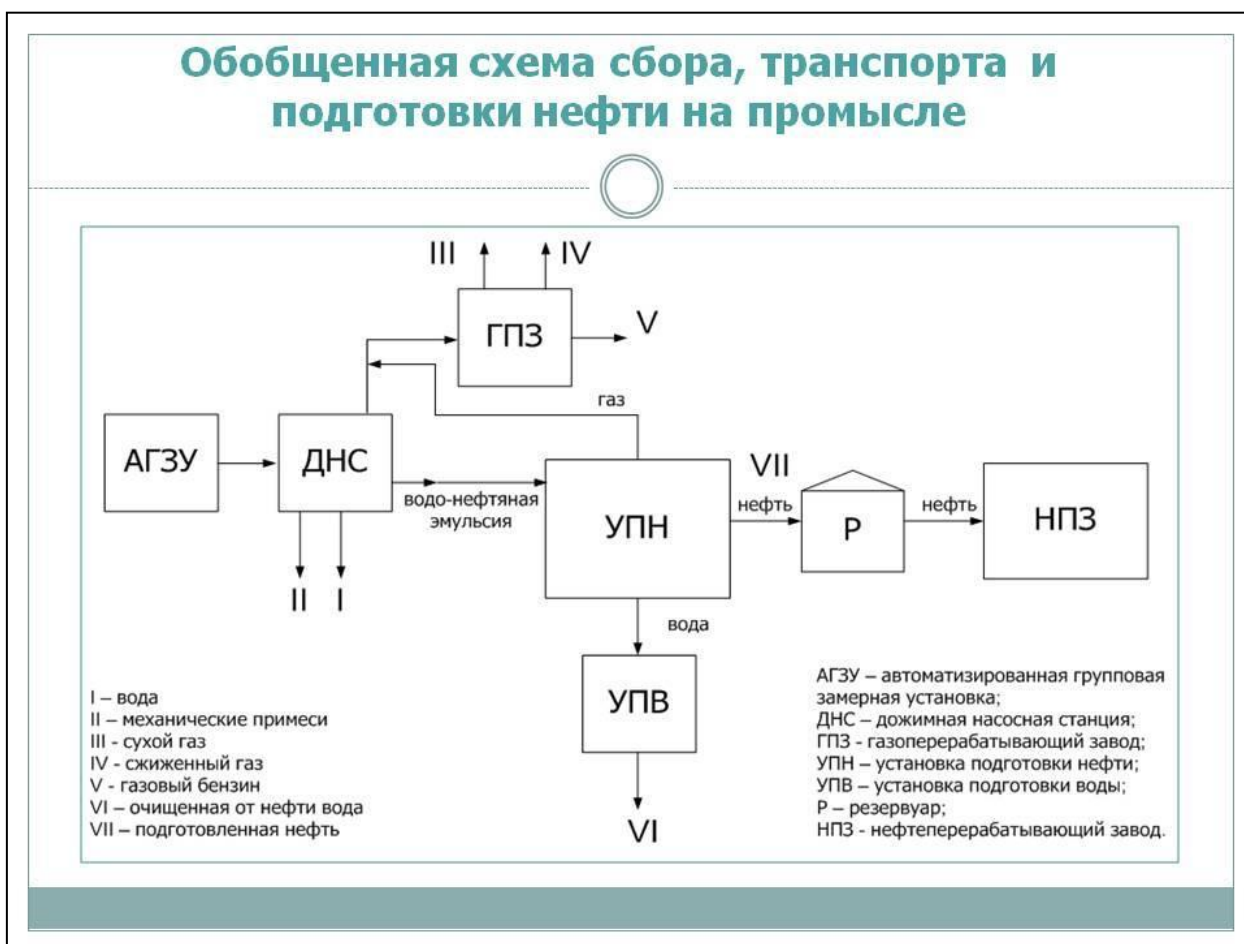 Обобщенная схема сбора, транспорта и
подготовки нефти на промысле
III
IV
ГПЗ
V
газ
АГЗУ
ДНС
водо-нефтяная
эмульсия
УПН
VII
нефть
Р
нефть
НПЗ
II
I
вода
УПВ
VI
I – вода
II – механические примеси
III - сухой газ
IV - сжиженный газ
V - газовый бензин
VI – очищенная от нефти вода
VII – подготовленная нефть
АГЗУ – автоматизированная групповая
замерная установка;
ДНС – дожимная насосная станция;
ГПЗ - газоперерабатывающий завод;
УПН – установка подготовки нефти;
УПВ – установка подготовки воды;
Р – резервуар;
НПЗ - нефтеперерабатывающий завод.